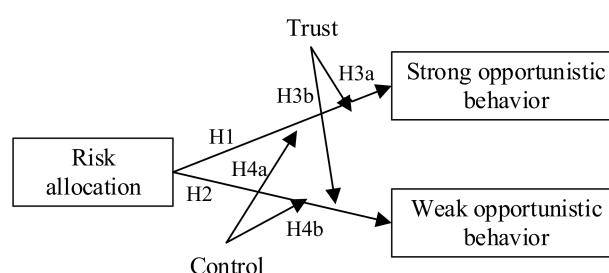 Trust
H3a
Strong opportunistic
behavior
H3b
H1
Risk
allocation
H4a
H2
Weak opportunistic
behavior
H4b
Control